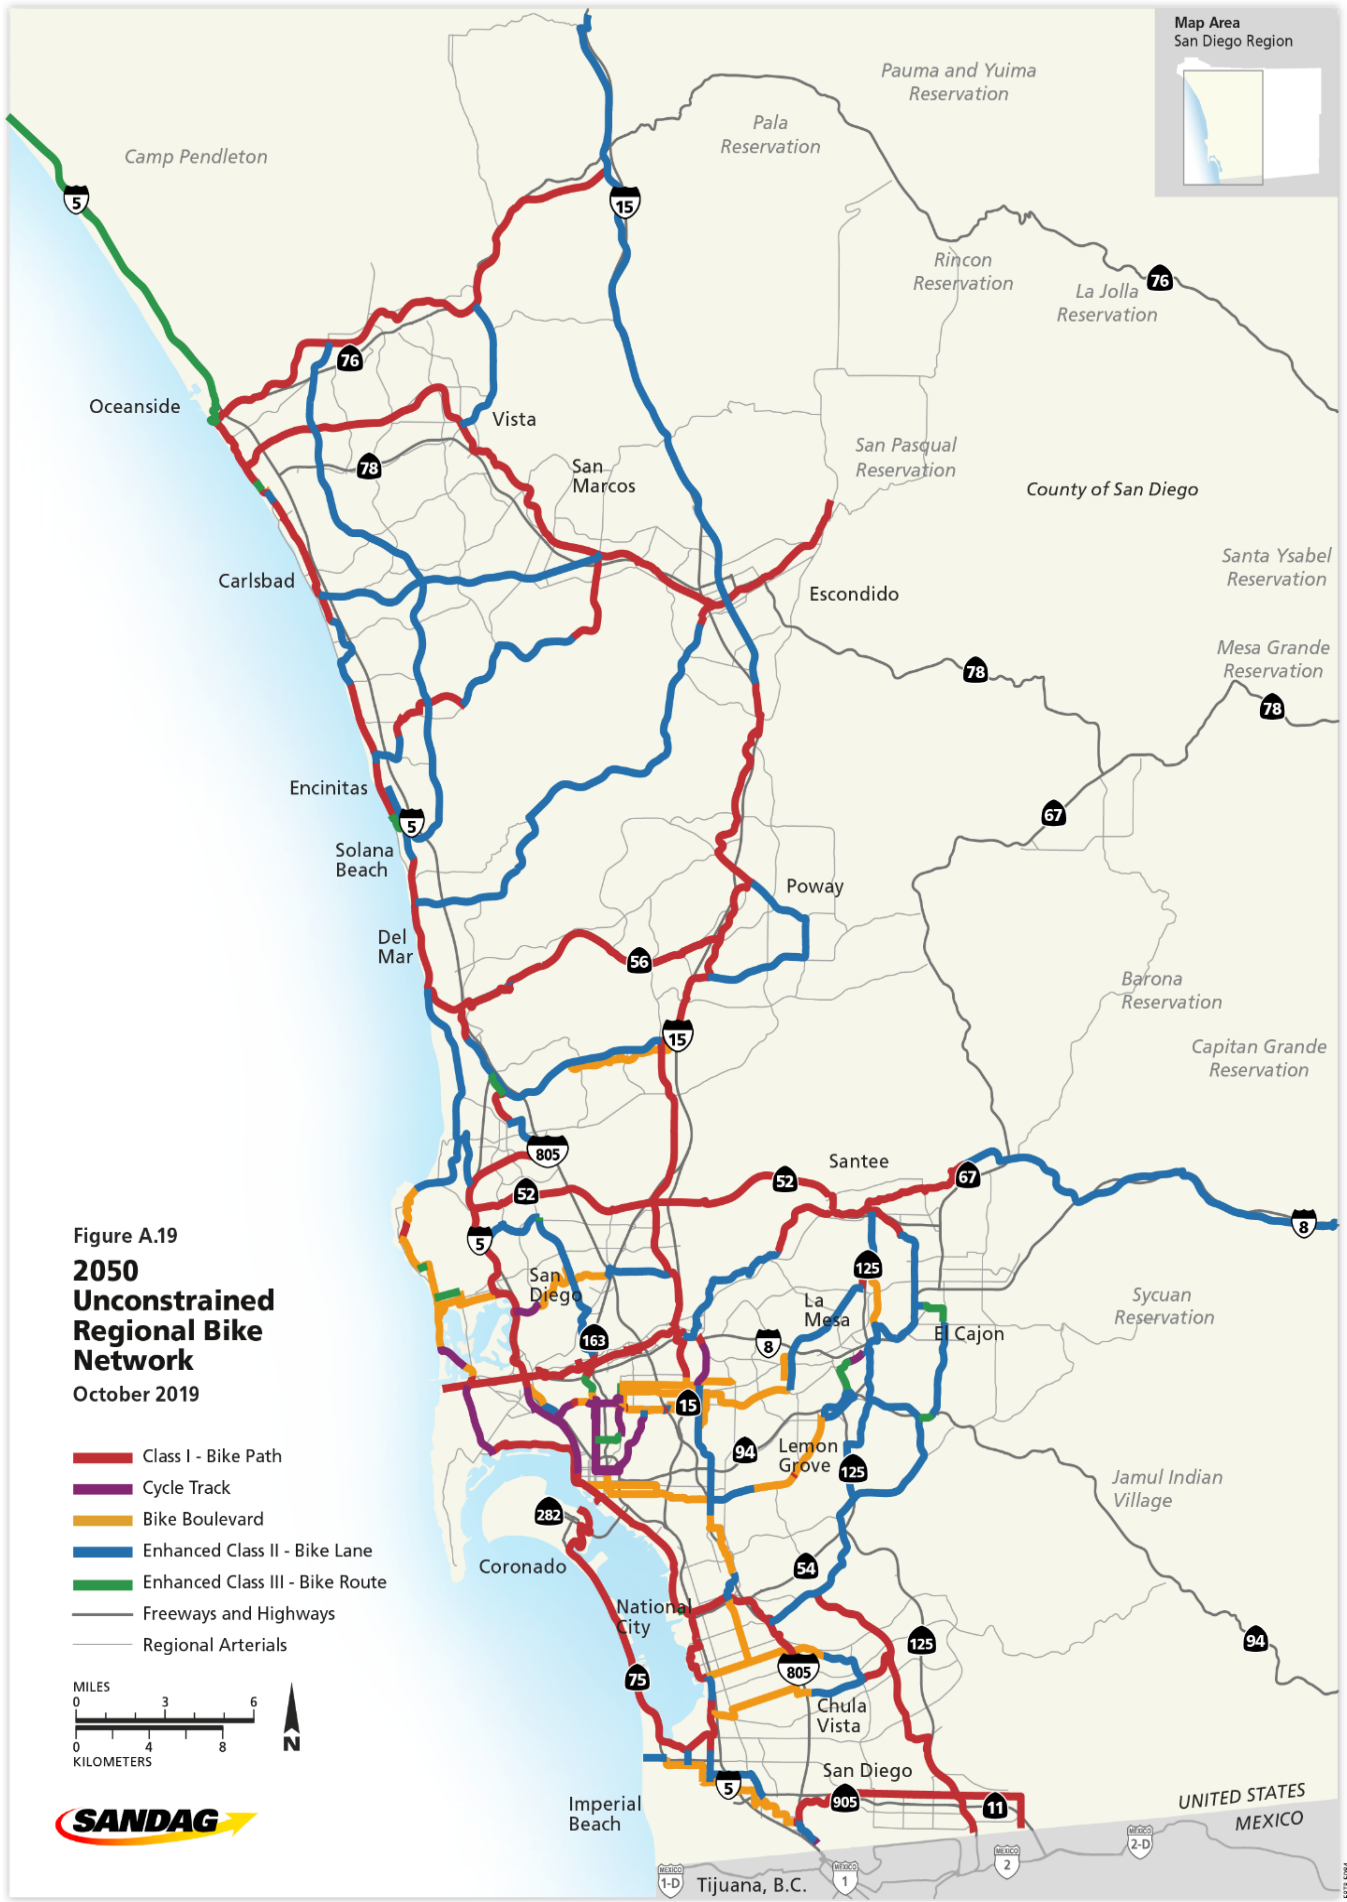 Map Area
San Diego Region
Pauma and Yuima
Reservation
Pala
Reservation
Camp Pendleton
5
15
Rincon
Reservation
76
La Jolla
Reservation
76
Oceanside
Vista
San Pasqual
Reservation
78
San
Marcos
County of San Diego
Santa Ysabel
Reservation
Carlsbad
Escondido
Mesa Grande
Reservation
78
78
Encinitas
67
5
Solana
Beach
Poway
Del
Mar
56
Barona
Reservation
15
Capitan Grande
Reservation
805
Santee
52
67
52
8
5
125
San
Diego
La
Mesa
Sycuan
Reservation
163
8
El Cajon
15
94
Lemon
Grove
125
Jamul Indian
Village
282
Coronado
54
National
City
94
125
805
75
Chula
Vista
San Diego
5
905
11
Imperial
Beach
UNITED STATES
MEXICO
MEXICO
2-D
MEXICO
2
MEXICO
1-D
Tijuana, B.C.
MEXICO
1
Figure A.19
2050
Unconstrained
Regional Bike
Network
October 2019
Class I - Bike Path
Cycle Track
Bike Boulevard
Enhanced Class II - Bike Lane
Enhanced Class III - Bike Route
Freeways and Highways
Regional Arterials
MILES
0 3 6
0 4 8
KILOMETERS
N
SANDAG